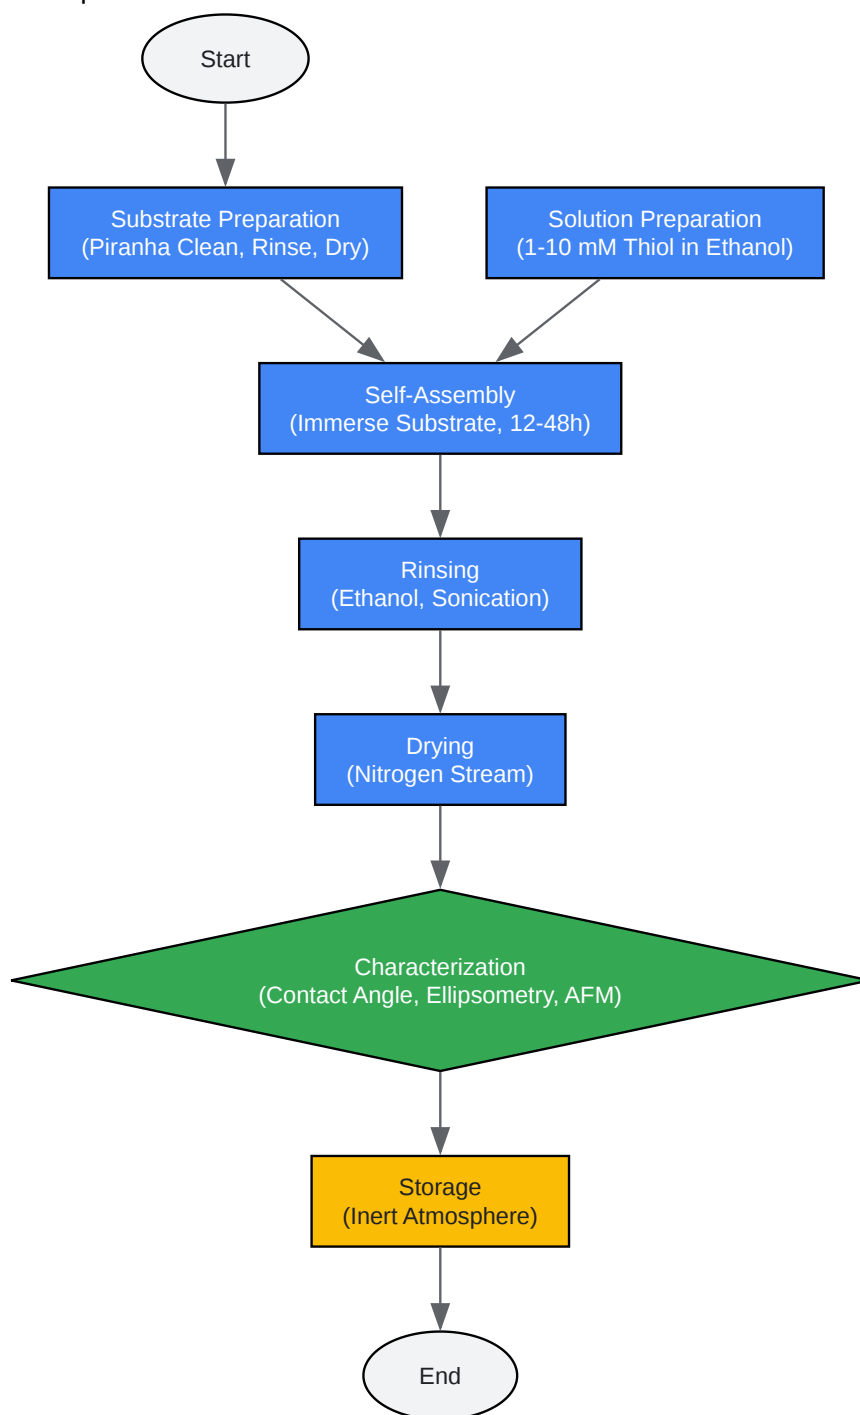 Start
Substrate Preparation
(Piranha Clean, Rinse, Dry)
Solution Preparation
(1-10 mM Thiol in Ethanol)
Self-Assembly
(Immerse Substrate, 12-48h)
Rinsing
(Ethanol, Sonication)
Drying
(Nitrogen Stream)
Characterization
(Contact Angle, Ellipsometry, AFM)
Storage
(Inert Atmosphere)
End